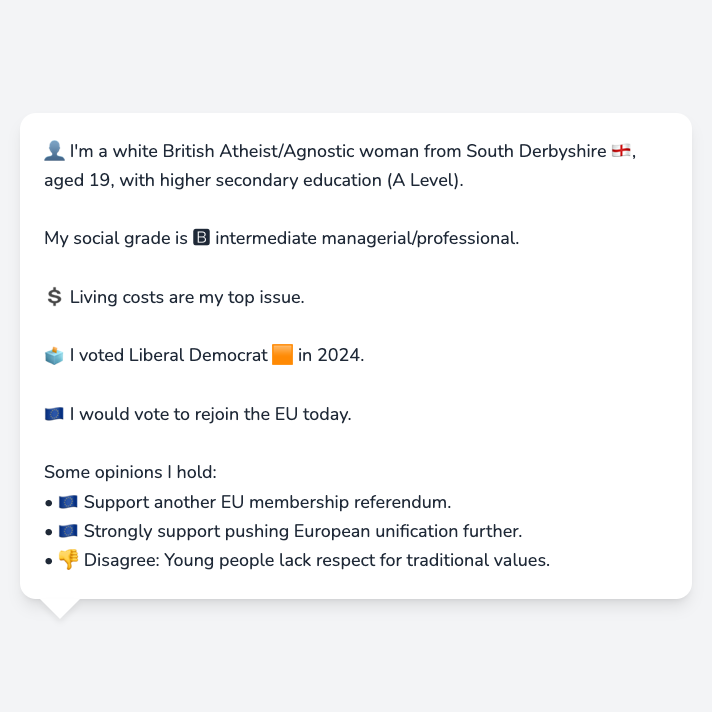 👤 I'm a white British Atheist/Agnostic woman from South Derbyshire 🏴󠁧󠁢󠁥󠁮󠁧󠁿,
aged 19, with higher secondary education (A Level).
My social grade is 🅱 intermediate managerial/professional.
💲 Living costs are my top issue.
🗳️ I voted Liberal Democrat 🟧 in 2024.
🇪🇺 I would vote to rejoin the EU today.
Some opinions I hold:
• 🇪🇺 Support another EU membership referendum.
• 🇪🇺 Strongly support pushing European unification further.
• 👎 Disagree: Young people lack respect for traditional values.